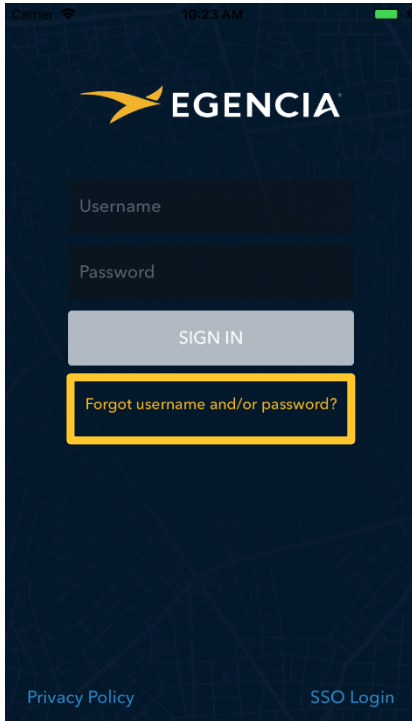 Carrier 10:23 AM
EGENCIA
Username
Password
SIGN IN
Forgot username and/or password?
Privacy Policy SSO Login